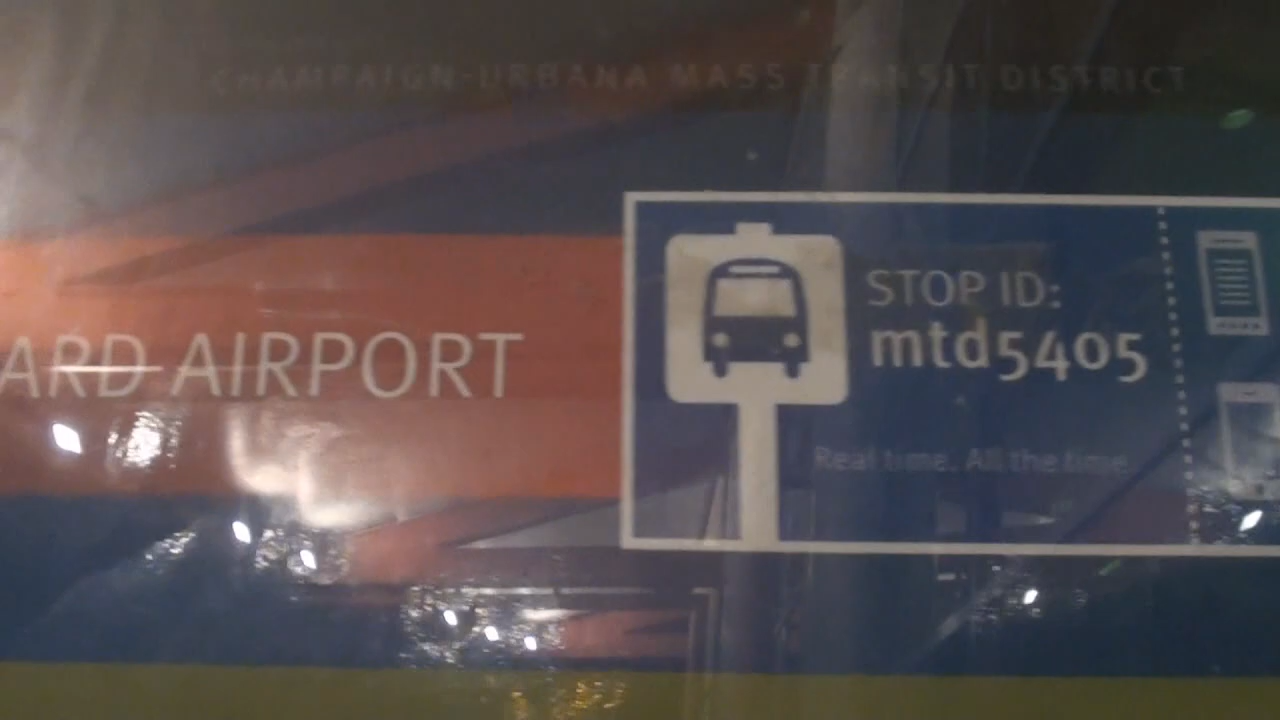 CHAMPAIGN-URBANA MASS TRANSIT DISTRICT
ARD AIRPORT
STOP ID:
mtd5405
Real time. All the time